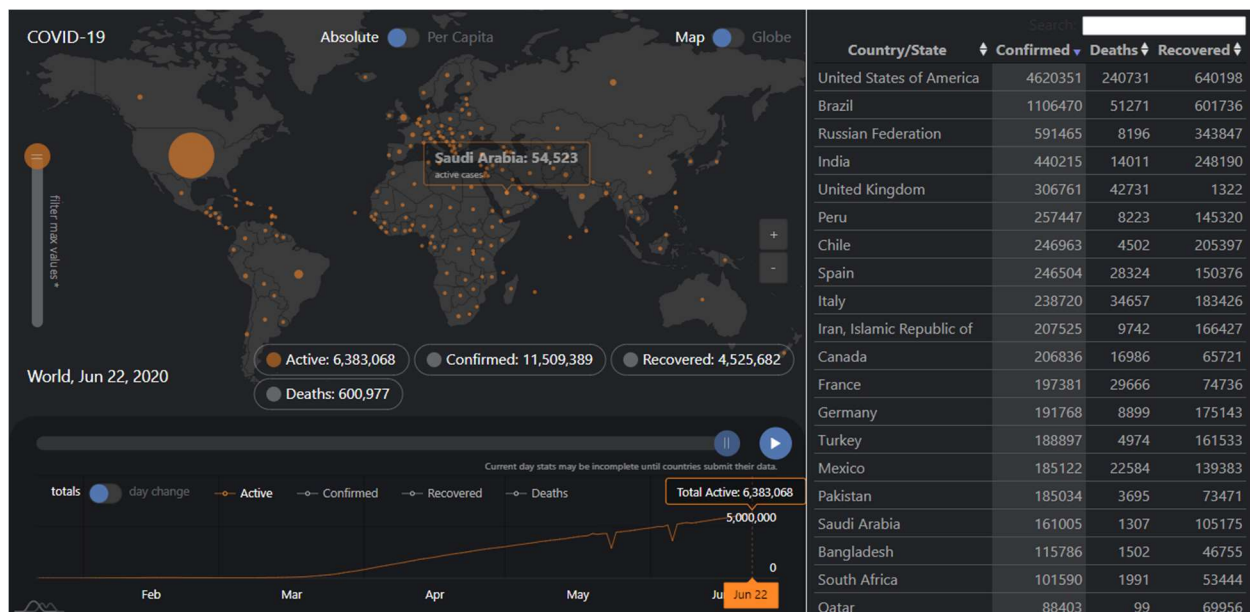 COVID-19
Absolute Per Capita
Map Globe
Saudi Arabia: 54,523
active cases
filter max values*
+
-
Active: 6,383,068 Confirmed: 11,509,389 Recovered: 4,525,682
World, Jun 22, 2020
Deaths: 600,977
Current day stats may be incomplete until countries submit their data.
totals day change Active Confirmed Recovered Deaths
Total Active: 6,383,068
5,000,000
0
Feb Mar Apr May Jun 22
Search:
Country/State Confirmed Deaths Recovered
United States of America 4620351 240731 640198
Brazil 1106470 51271 601736
Russian Federation 591465 8196 343847
India 440215 14011 248190
United Kingdom 306761 42731 1322
Peru 257447 8223 145320
Chile 246963 4502 205397
Spain 246504 28324 150376
Italy 238720 34657 183426
Iran, Islamic Republic of 207525 9742 166427
Canada 206836 16986 65721
France 197381 29666 74736
Germany 191768 8899 175143
Turkey 188897 4974 161533
Mexico 185122 22584 139383
Pakistan 185034 3695 73471
Saudi Arabia 161005 1307 105175
Bangladesh 115786 1502 46755
South Africa 101590 1991 53444
Qatar 88403 99 69956